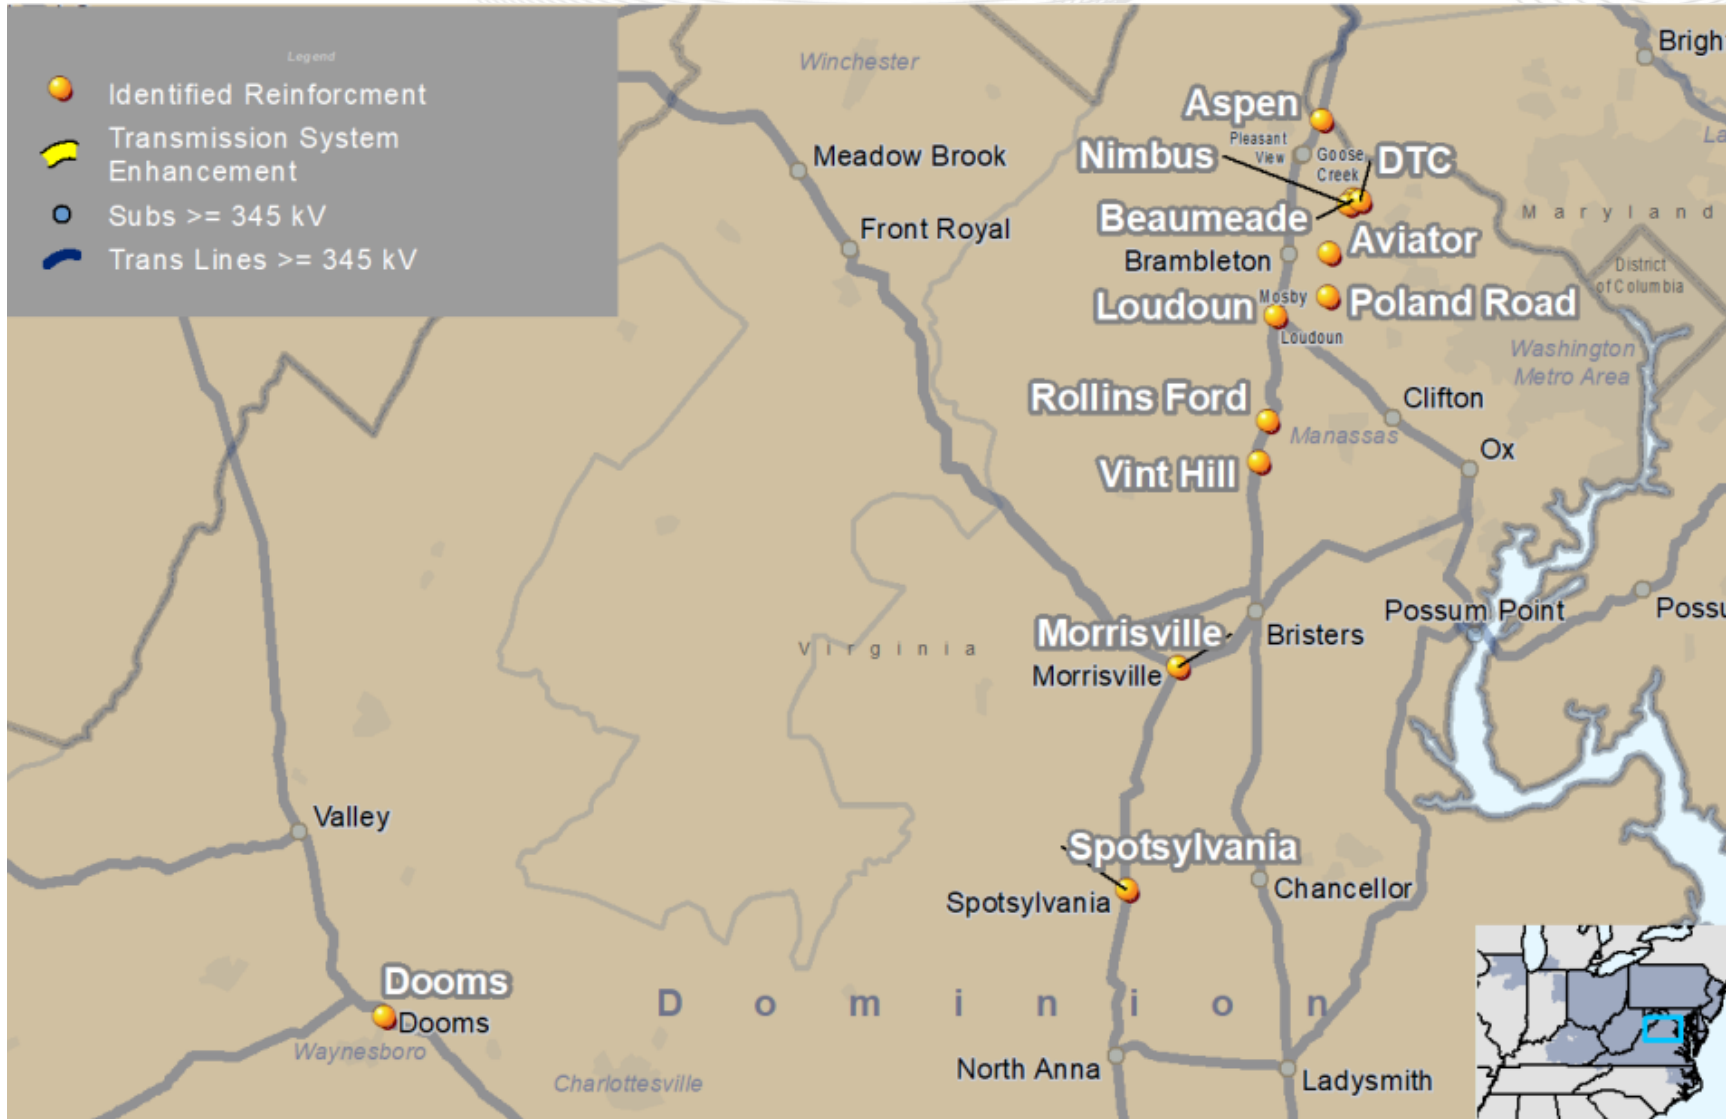 Legend
Identified Reinforcment
Transmission System
Enhancement
Subs >= 345 kV
Trans Lines >= 345 kV
Winchester
Meadow Brook
Front Royal
Aspen
Pleasant
View
Goose
Creek
Nimbus
DTC
Beaumeade
Aviator
Brambleton
Loudoun
Mosby
Loudoun
Poland Road
Maryland
District
of Columbia
Washington
Metro Area
Rollins Ford
Manassas
Clifton
Ox
Vint Hill
Virginia
Morrisville
Morrisville
Bristers
Possum Point
Possu
Valley
Spotsylvania
Spotsylvania
Chancellor
Dooms
Dooms
Waynesboro
Charlottesville
Dominion
North Anna
Ladysmith
Brigh
La